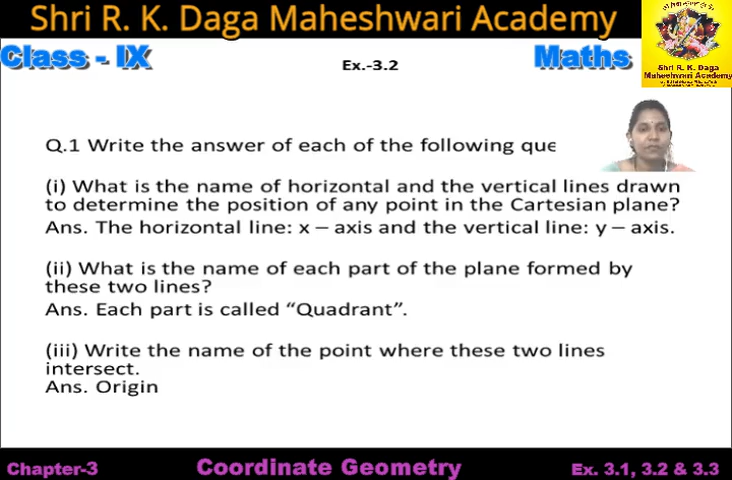 Shri R. K. Daga Maheshwari Academy
Class - IX
Ex.-3.2
Maths
Shri R. K. Daga
Maheshwari Academy
Q.1 Write the answer of each of the following que
(i) What is the name of horizontal and the vertical lines drawn
to determine the position of any point in the Cartesian plane?
Ans. The horizontal line: x – axis and the vertical line: y – axis.
(ii) What is the name of each part of the plane formed by
these two lines?
Ans. Each part is called “Quadrant”.
(iii) Write the name of the point where these two lines
intersect.
Ans. Origin
Chapter-3
Coordinate Geometry
Ex. 3.1, 3.2 & 3.3